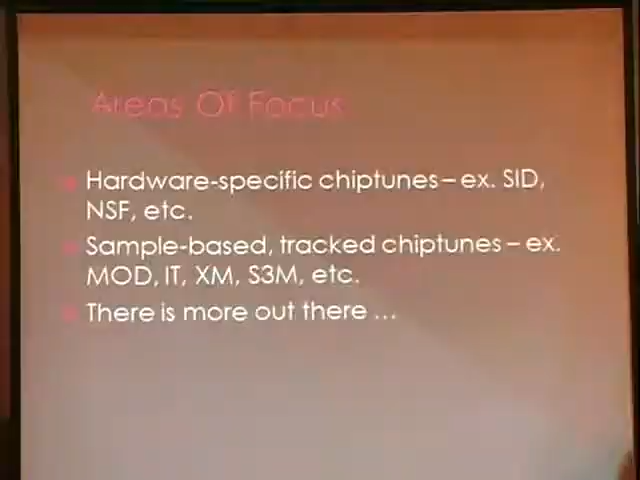 Areas Of Focus
Hardware-specific chiptunes – ex. SID,
NSF, etc.
Sample-based, tracked chiptunes – ex.
MOD, IT, XM, S3M, etc.
There is more out there ...